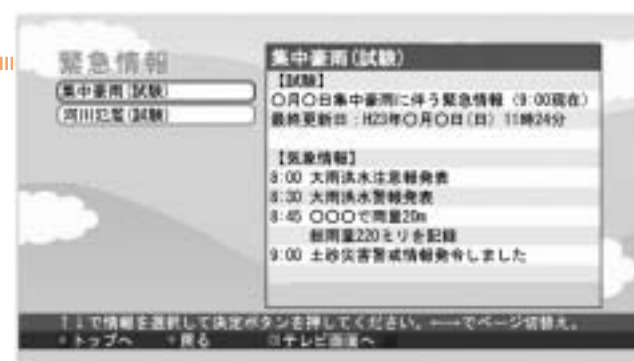 緊急情報
集中豪雨(試験)
河川氾濫(試験)
集中豪雨(試験)
【試験】
○月○日集中豪雨に伴う緊急情報(9:00現在)
最終更新日:H23年○月○日(日) 11時24分
【気象情報】
8:00 大雨洪水注意報発表
8:30 大雨洪水警報発表
8:45 ○○○で雨量20m
総雨量220ミリを記録
9:00 土砂災害警戒情報発令しました
↑↓で情報を選択して決定ボタンを押してください。←→でページ切替え。
トップへ 戻る テレビ画面へ